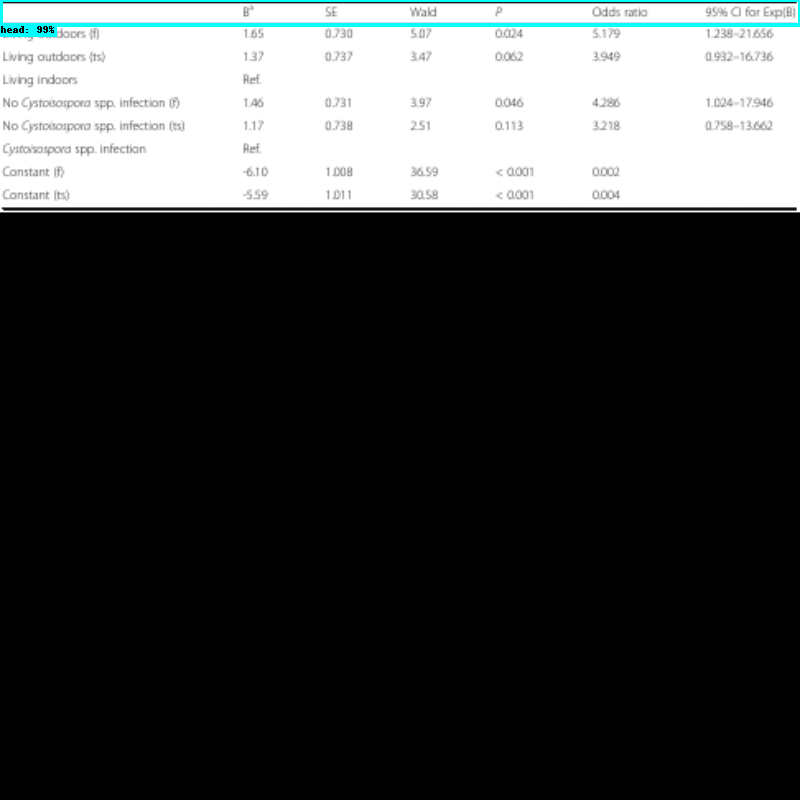 Bª SE Wald P Odds ratio 95% CI for Exp(B)
head: 99%
doors (f) 1.65 0.730 5.07 0.024 5.179 1.238–21.656
Living outdoors (ts) 1.37 0.737 3.47 0.062 3.949 0.932–16.736
Living indoors Ref.
No Cystoisospora spp. infection (f) 1.46 0.731 3.97 0.046 4.286 1.024–17.946
No Cystoisospora spp. infection (ts) 1.17 0.738 2.51 0.113 3.218 0.758–13.662
Cystoisospora spp. infection Ref.
Constant (f) -6.10 1.008 36.59 < 0.001 0.002
Constant (ts) -5.59 1.011 30.58 < 0.001 0.004